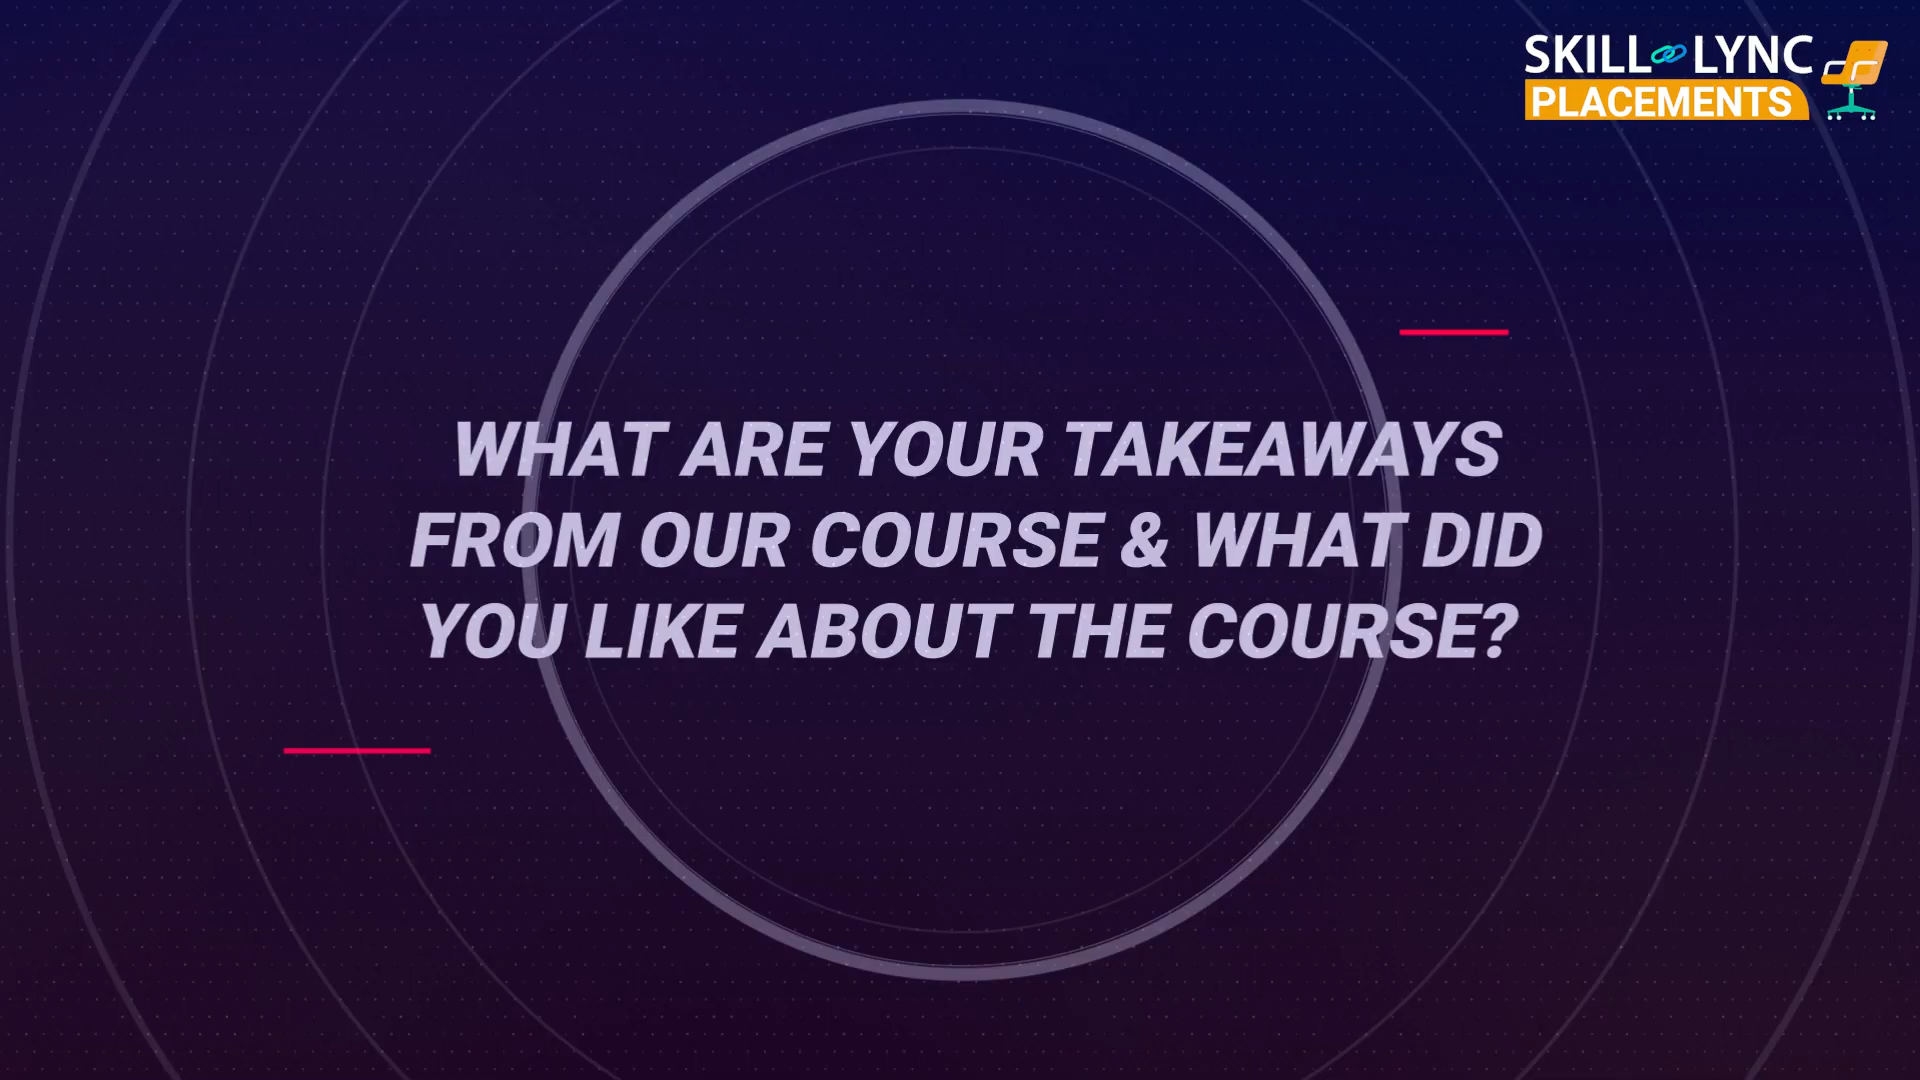 SKILL LYNC
PLACEMENTS
WHAT ARE YOUR TAKEAWAYS
FROM OUR COURSE & WHAT DID
YOU LIKE ABOUT THE COURSE?